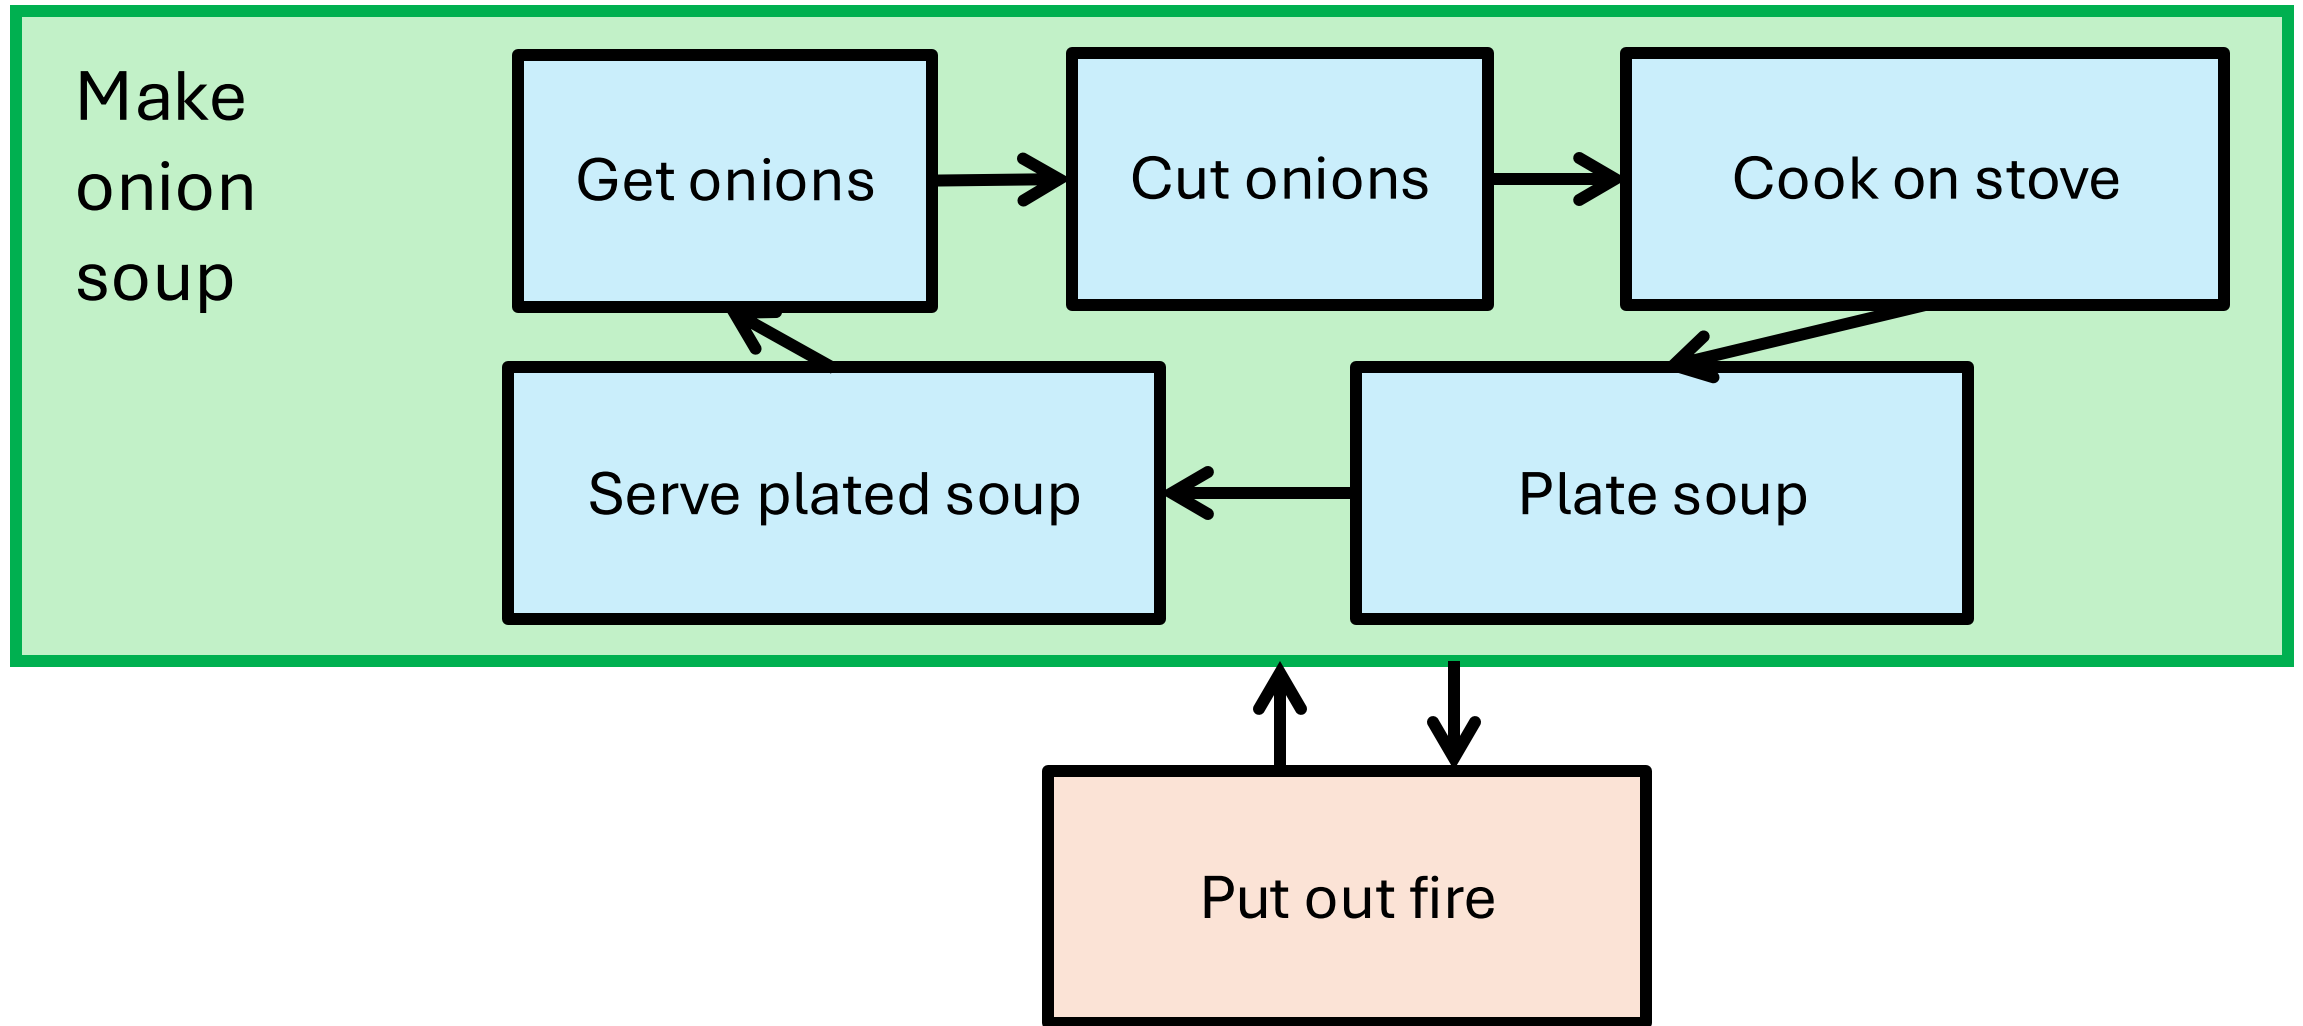 Make
onion
soup
Get onions
Cut onions
Cook on stove
Serve plated soup
Plate soup
Put out fire